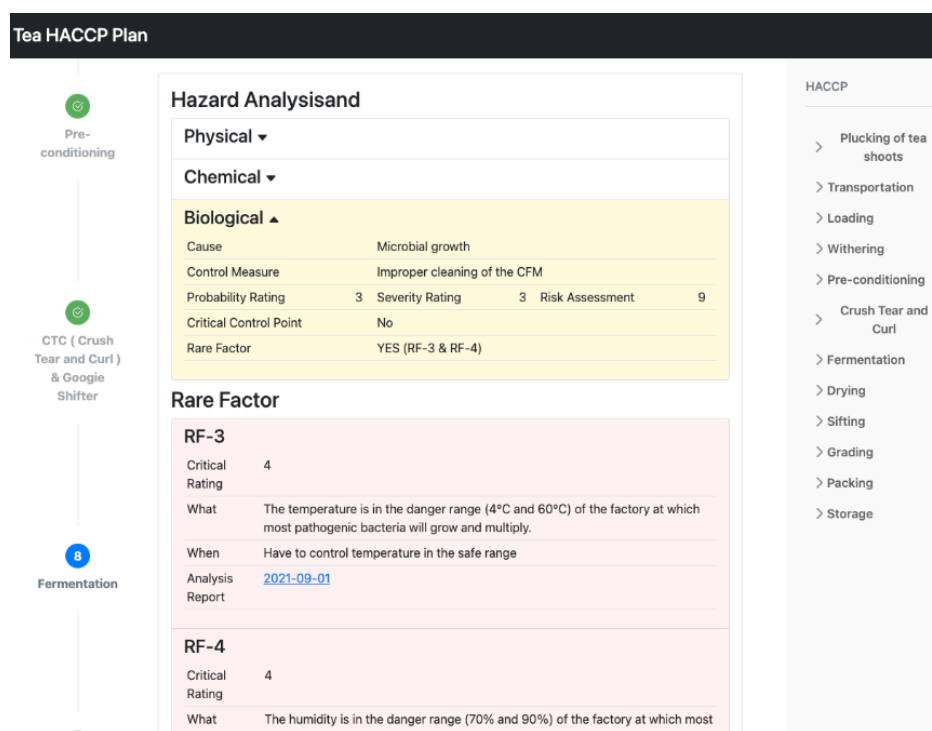 Tea HACCP Plan
Pre-
conditioning
CTC ( Crush
Tear and Curl )
& Googie
Shifter
8
Fermentation
Hazard Analysisand
Physical
Chemical
Biological
Cause Microbial growth
Control Measure Improper cleaning of the CFM
Probability Rating 3 Severity Rating 3 Risk Assessment 9
Critical Control Point No
Rare Factor YES (RF-3 & RF-4)
Rare Factor
RF-3
Critical
Rating 4
What The temperature is in the danger range (4°C and 60°C) of the factory at which
most pathogenic bacteria will grow and multiply.
When Have to control temperature in the safe range
Analysis
Report 2021-09-01
RF-4
Critical
Rating 4
What The humidity is in the danger range (70% and 90%) of the factory at which most
HACCP
Plucking of tea
shoots
Transportation
Loading
Withering
Pre-conditioning
Crush Tear and
Curl
Fermentation
Drying
Sifting
Grading
Packing
Storage